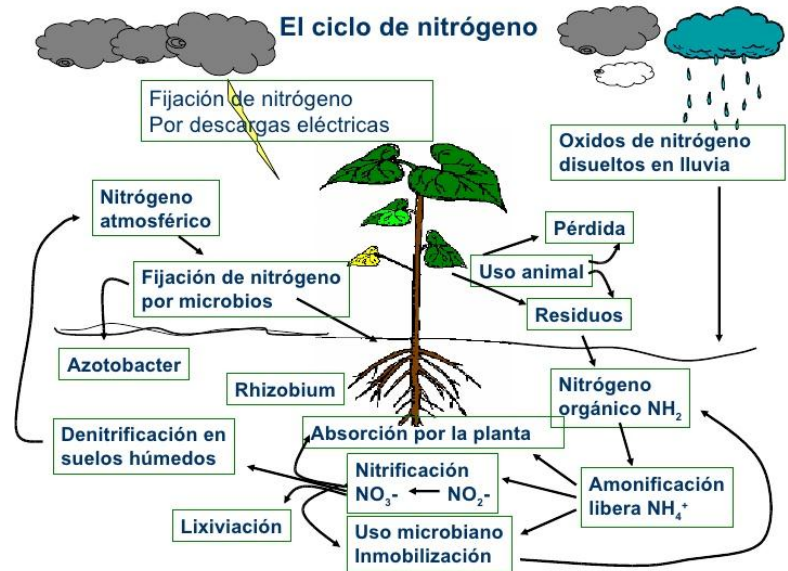 El ciclo de nitrógeno
Fijación de nitrógeno
Por descargas eléctricas
Oxidos de nitrógeno
disueltos en lluvia
Nitrógeno
atmosférico
Pérdida
Uso animal
Fijación de nitrógeno
por microbios
Residuos
Azotobacter
Rhizobium
Nitrógeno
orgánico NH₂
Absorción por la planta
Denitrificación en
suelos húmedos
Nitrificación
NO₃- NO₂-
Amonificación
libera NH₄⁺
Lixiviación
Uso microbiano
Inmobilización